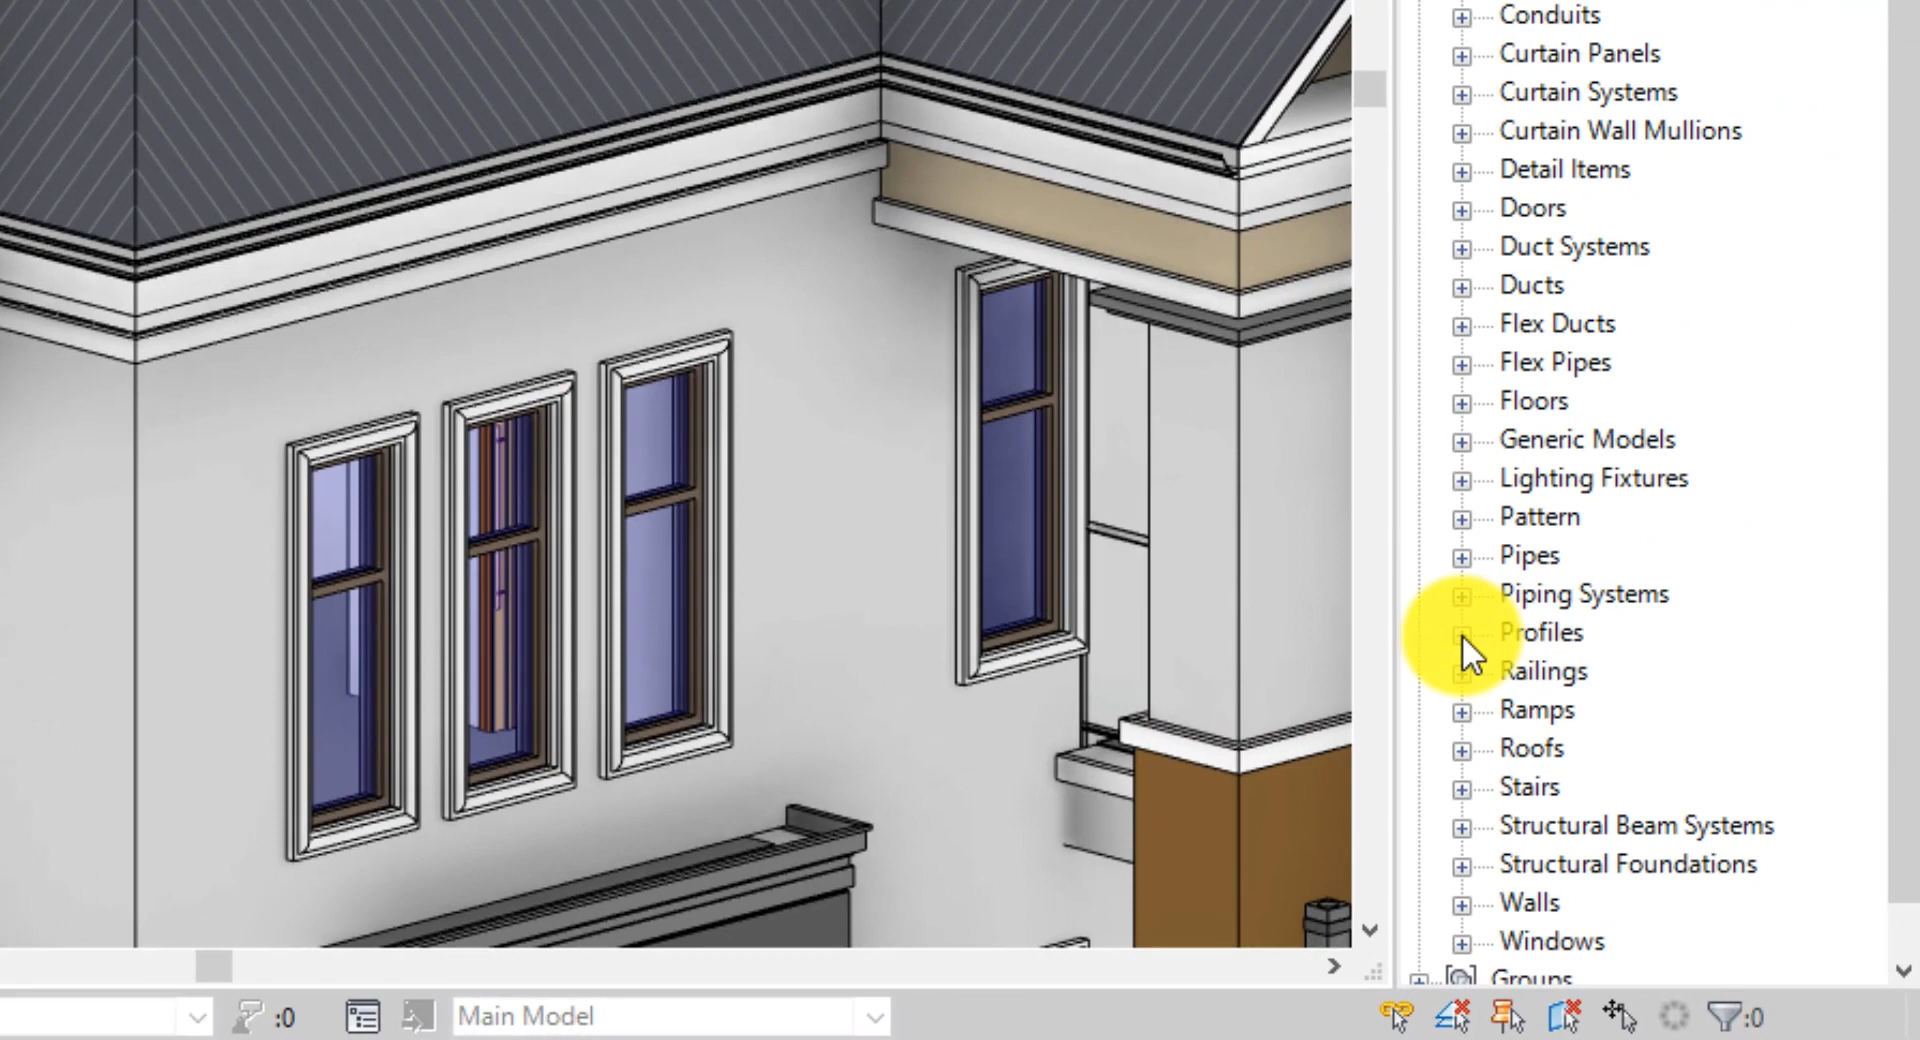 Conduits
Curtain Panels
Curtain Systems
Curtain Wall Mullions
Detail Items
Doors
Duct Systems
Ducts
Flex Ducts
Flex Pipes
Floors
Generic Models
Lighting Fixtures
Pattern
Pipes
Piping Systems
Profiles
Railings
Ramps
Roofs
Stairs
Structural Beam Systems
Structural Foundations
Walls
Windows
Groups
:0 Main Model :0